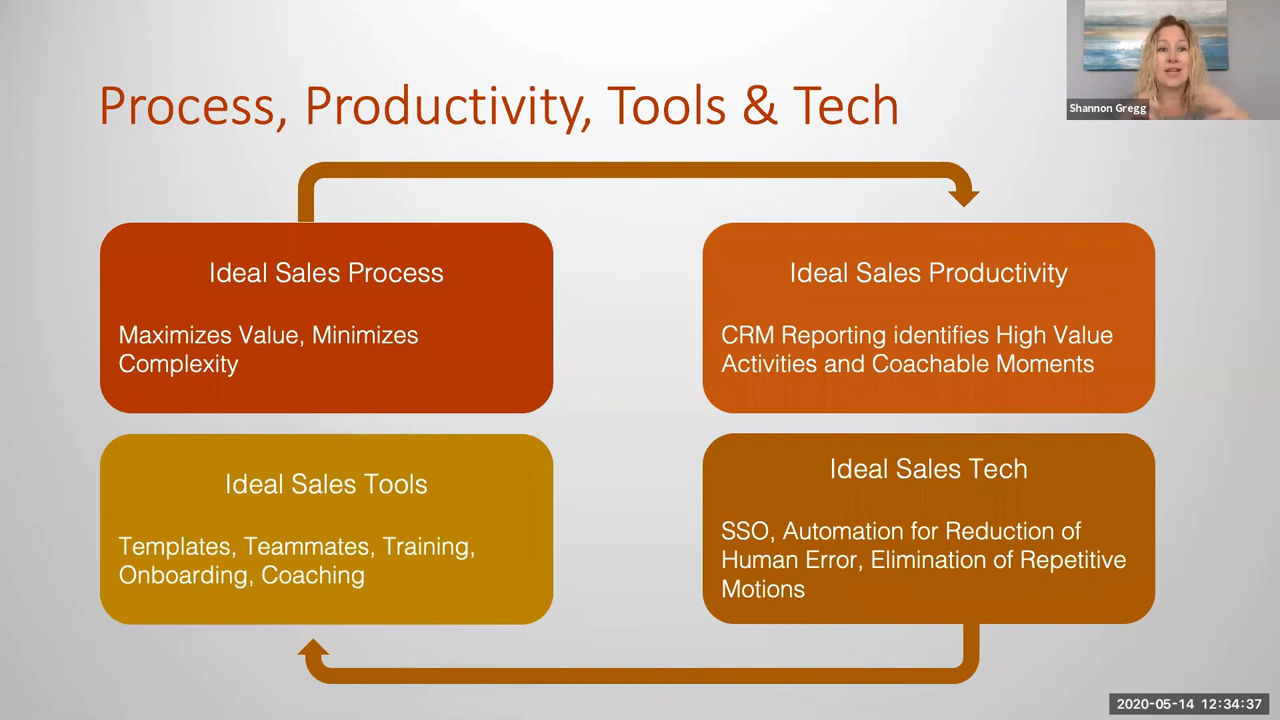 Process, Productivity, Tools & Tech
Shannon Gregg
Ideal Sales Process
Maximizes Value, Minimizes
Complexity
Ideal Sales Productivity
CRM Reporting identifies High Value
Activities and Coachable Moments
Ideal Sales Tools
Templates, Teammates, Training,
Onboarding, Coaching
Ideal Sales Tech
SSO, Automation for Reduction of
Human Error, Elimination of Repetitive
Motions
2020-05-14 12:34:37